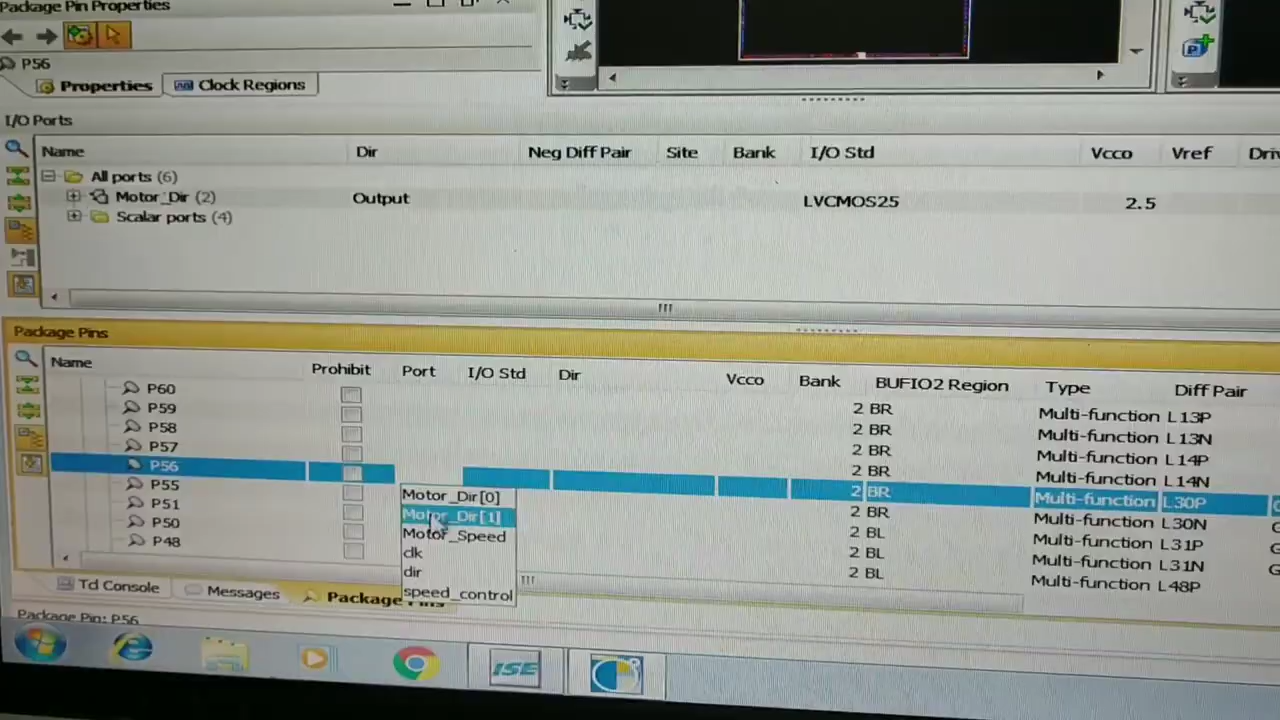 Package Pin Properties
P56
Properties Clock Regions
I/O Ports
Name Dir Neg Diff Pair Site Bank I/O Std Vcco Vref
All ports (6)
Motor_Dir (2) Output LVCMOS25 2.5
Scalar ports (4)
Package Pins
Name Prohibit Port I/O Std Dir Vcco Bank BUFIO2 Region Type Diff Pair
P60 2 BR Multi-function L13P
P59 2 BR Multi-function L13N
P58 2 BR Multi-function L14P
P57 2 BR Multi-function L14N
P56 2 BR Multi-function L30P
P55 2 BR Multi-function L30N
P51 2 BL Multi-function L31P
P50 2 BL Multi-function L31N
P48 2 BL Multi-function L48P
Motor_Dir[0]
Motor_Dir[1]
Motor_Speed
clk
dir
speed_control
Tcl Console Messages Package Pins
Package Pin: P56
ISE